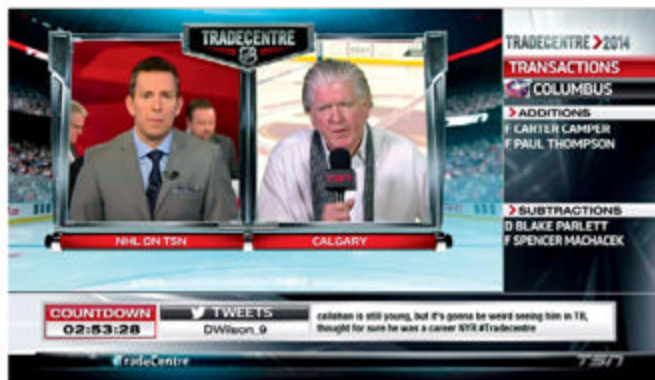 TRADECENTRE
NHL
NHL ON TSN
CALGARY
TSN
TRADECENTRE >2014
TRANSACTIONS
COLUMBUS
>ADDITIONS
F CARTER CAMPER
F PAUL THOMPSON
>SUBTRACTIONS
D BLAKE PARLETT
F SPENCER MACHACEK
COUNTDOWN
02:53:28
TWEETS
DWilson_9
callahan is still young, but it's gonna be weird seeing him in TB,
thought for sure he was a career NYR #Tradecentre
#TradeCentre
TSN